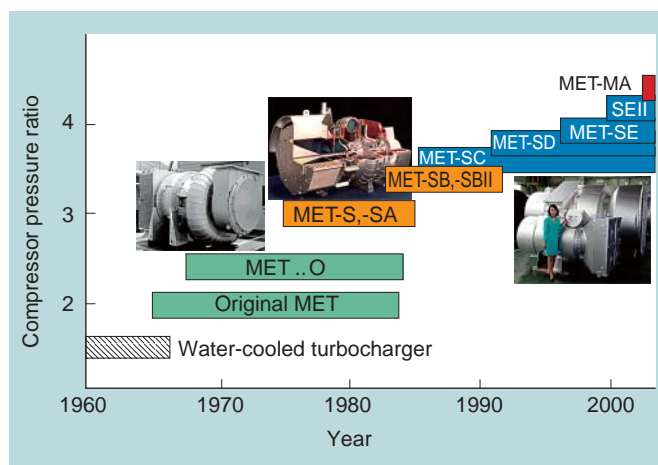 Compressor pressure ratio
4
3
2
MET-MA
SEII
MET-SE
MET-SD
MET-SC
MET-SB,-SBII
MET-S,-SA
MET ..O
Original MET
Water-cooled turbocharger
1960
1970
1980
1990
2000
Year